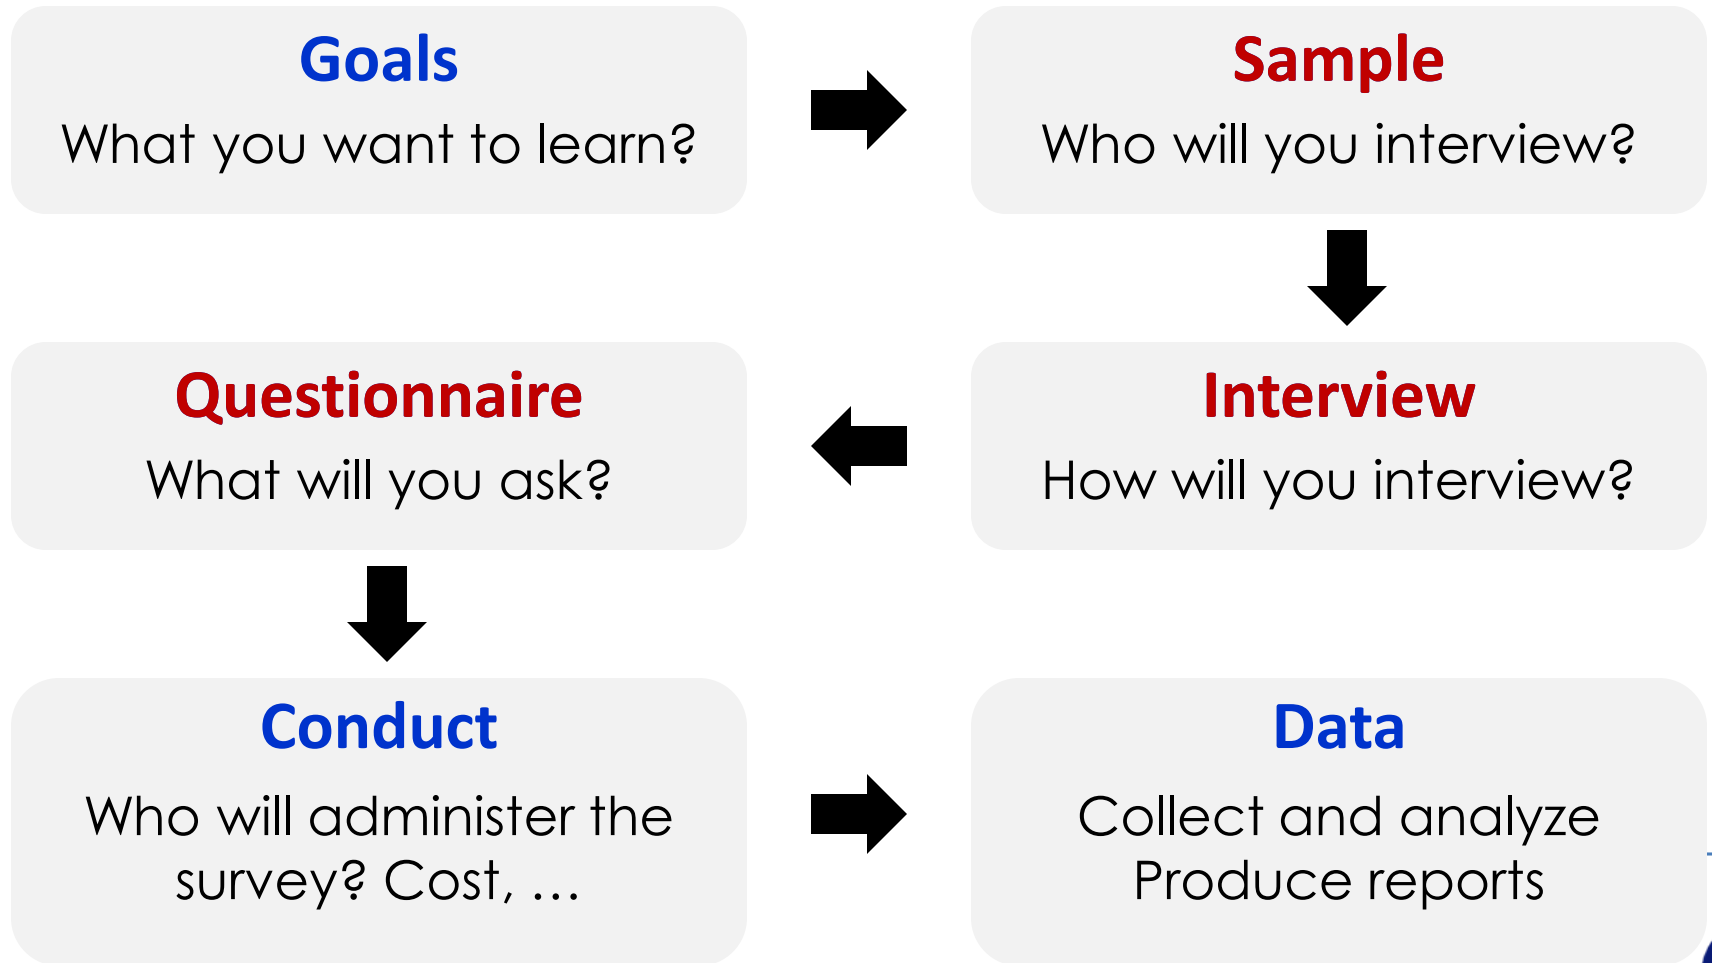 Goals
What you want to learn?
Sample
Who will you interview?
Interview
How will you interview?
Questionnaire
What will you ask?
Conduct
Who will administer the
survey? Cost, …
Data
Collect and analyze
Produce reports